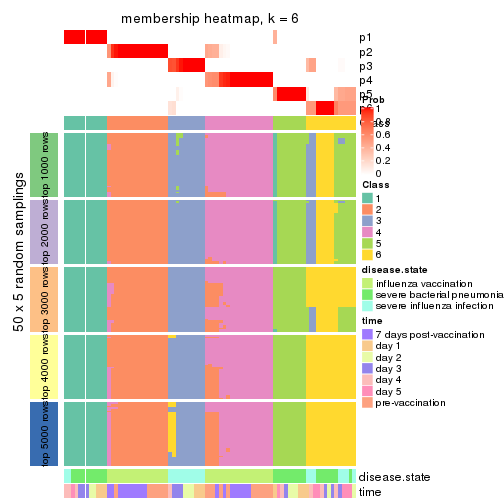 membership heatmap, k = 6
p1
p2
p3
p4
p5
p6
Prob
1
0.8
0.6
0.4
0.2
0
Class
Class
1
2
3
4
5
6
disease.state
influenza vaccination
severe bacterial pneumonia
severe influenza infection
time
7 days post-vaccination
day 1
day 2
day 3
day 4
day 5
pre-vaccination
50 x 5 random samplings
top 1000 rows
top 2000 rows
top 3000 rows
top 4000 rows
top 5000 rows
disease.state
time